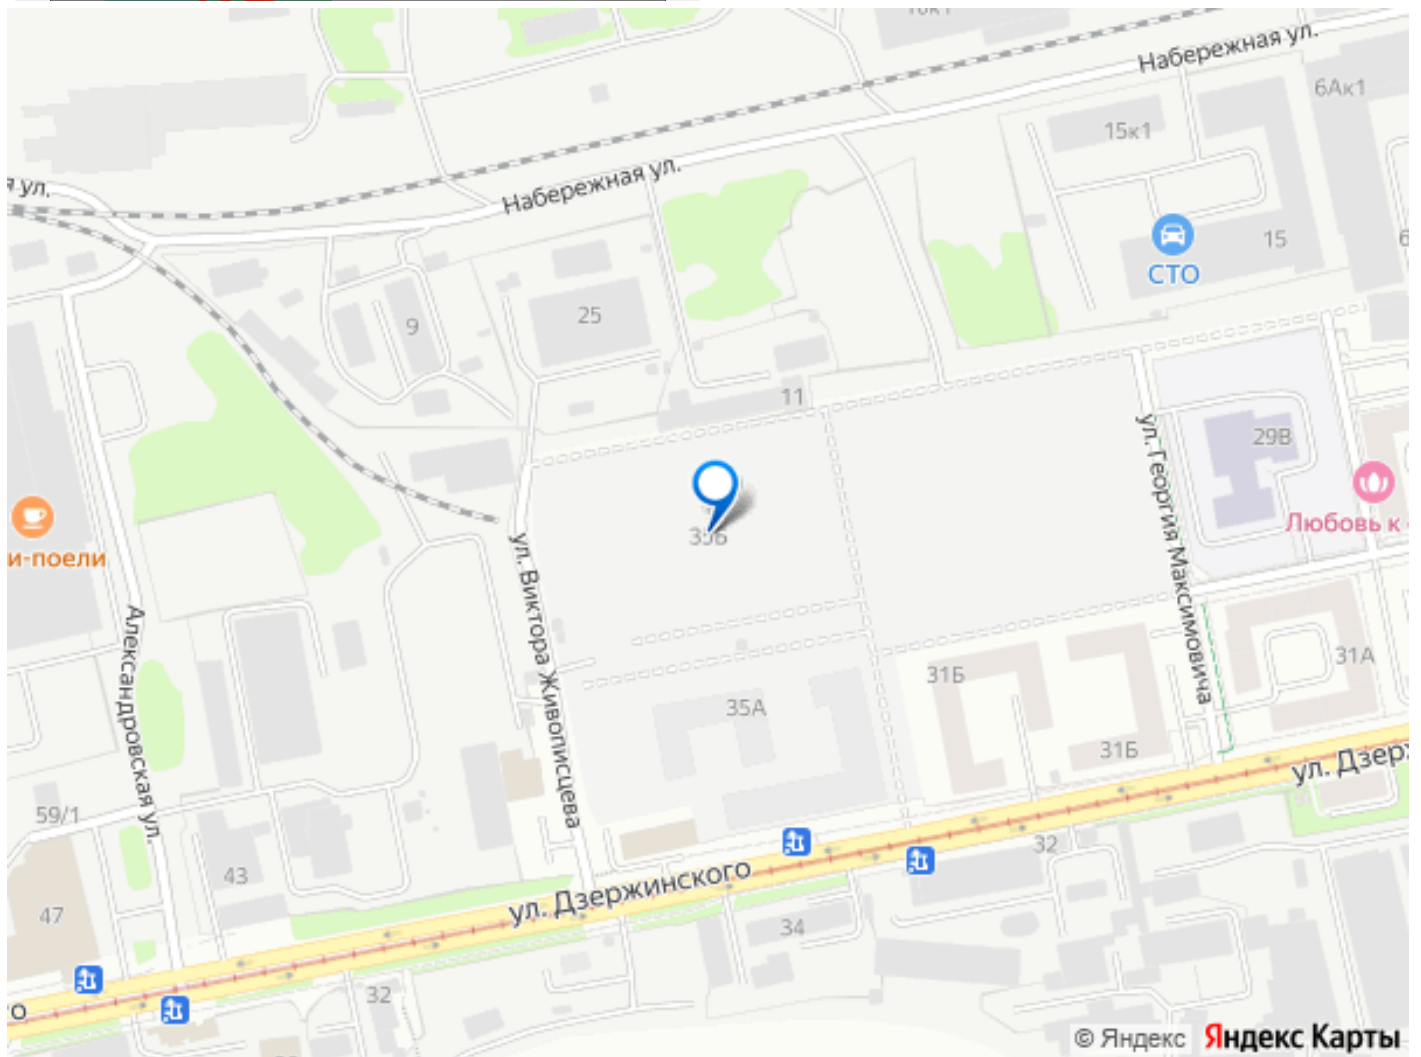 Набережная ул.
6Ак1
15к1
Набережная ул.
я ул.
15
СТО
25
9
11
29В
35Б
Любовь к
и-поели
ул. Георгия Максимовича
ул. Виктора Живописцева
Александровская ул.
31Б
31А
35А
31Б
ул. Дзерж
59/1
32
43
ул. Дзержинского
47
34
32
о
© Яндекс Яндекс Карты